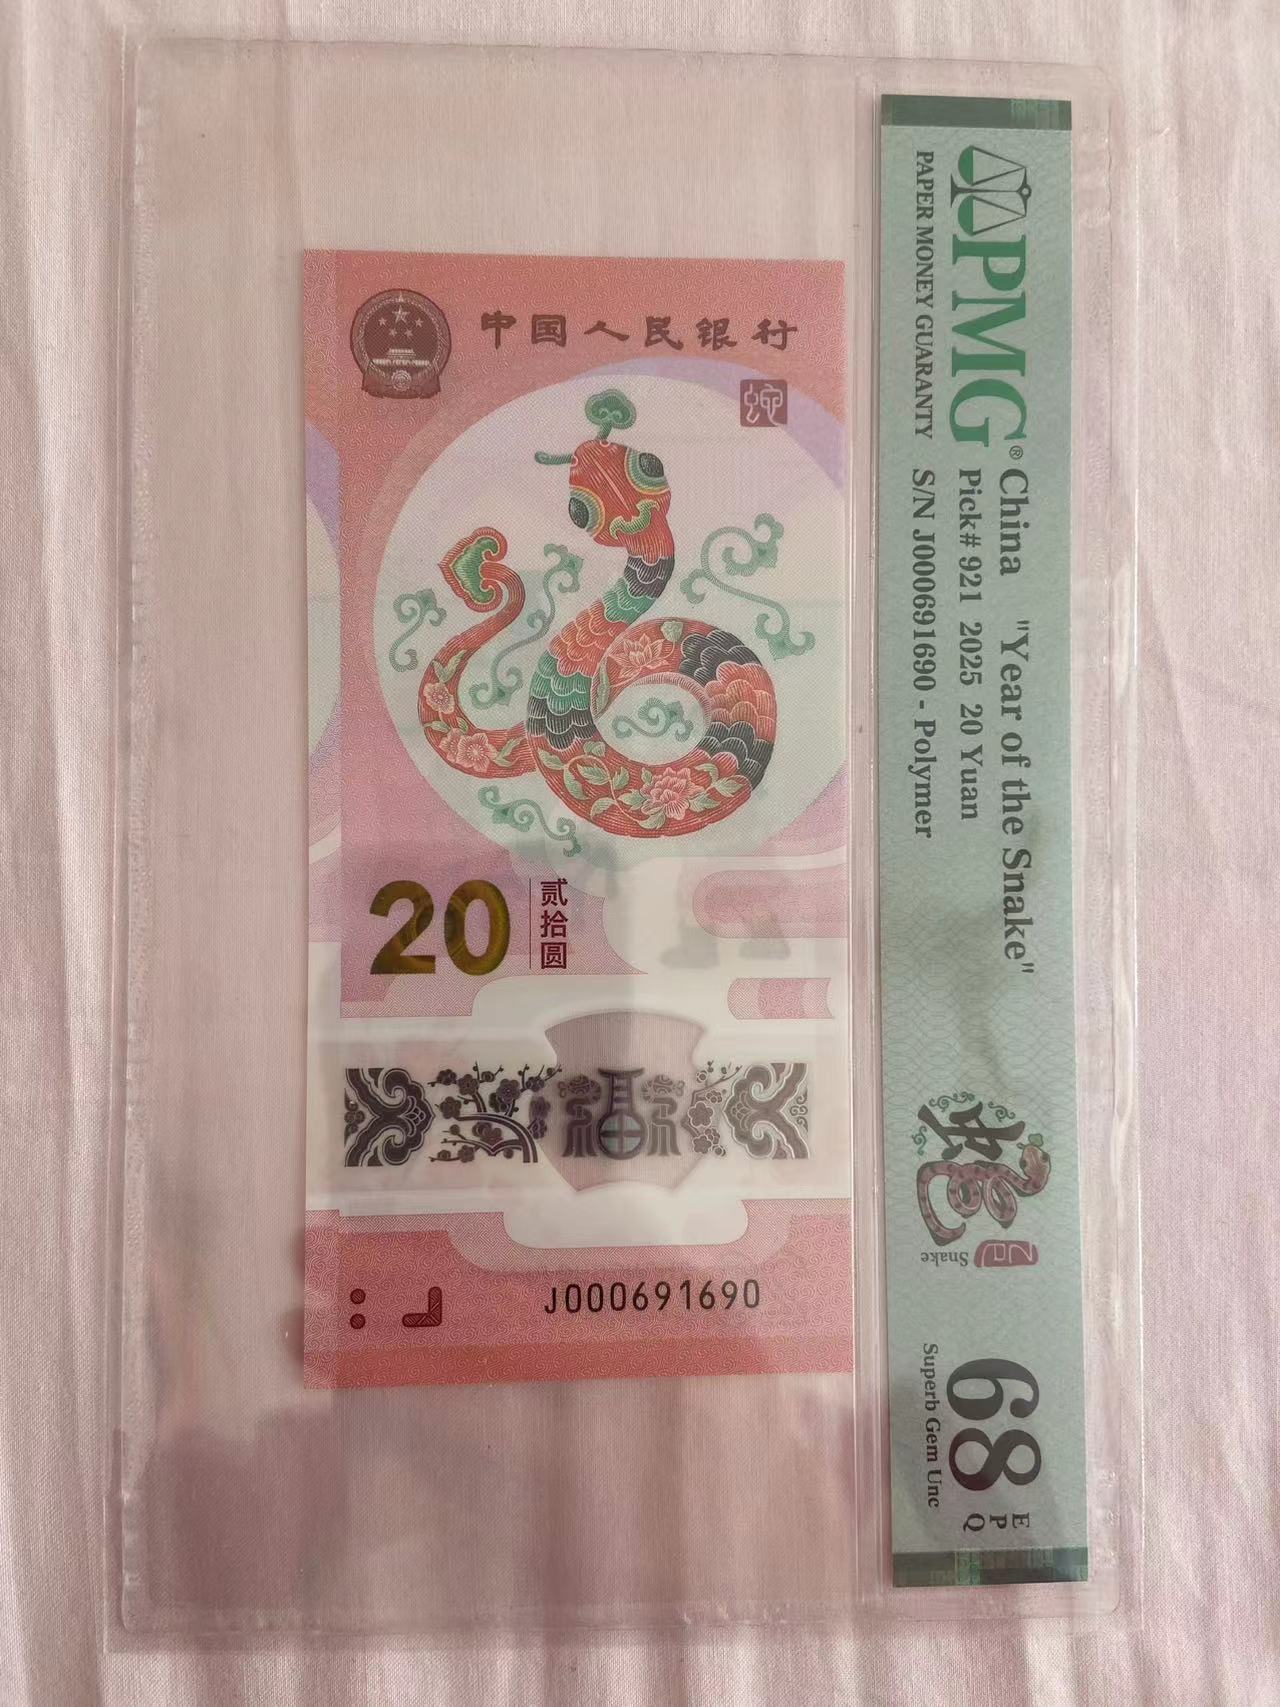 中国人民银行
蛇
20
贰拾圆
J000691690
PMG®
PAPER MONEY GUARANTY
China "Year of the Snake"
Pick# 921 2025 20 Yuan
S/N J000691690 - Polymer
蛇
Snake
68
EPQ
Superb Gem Unc